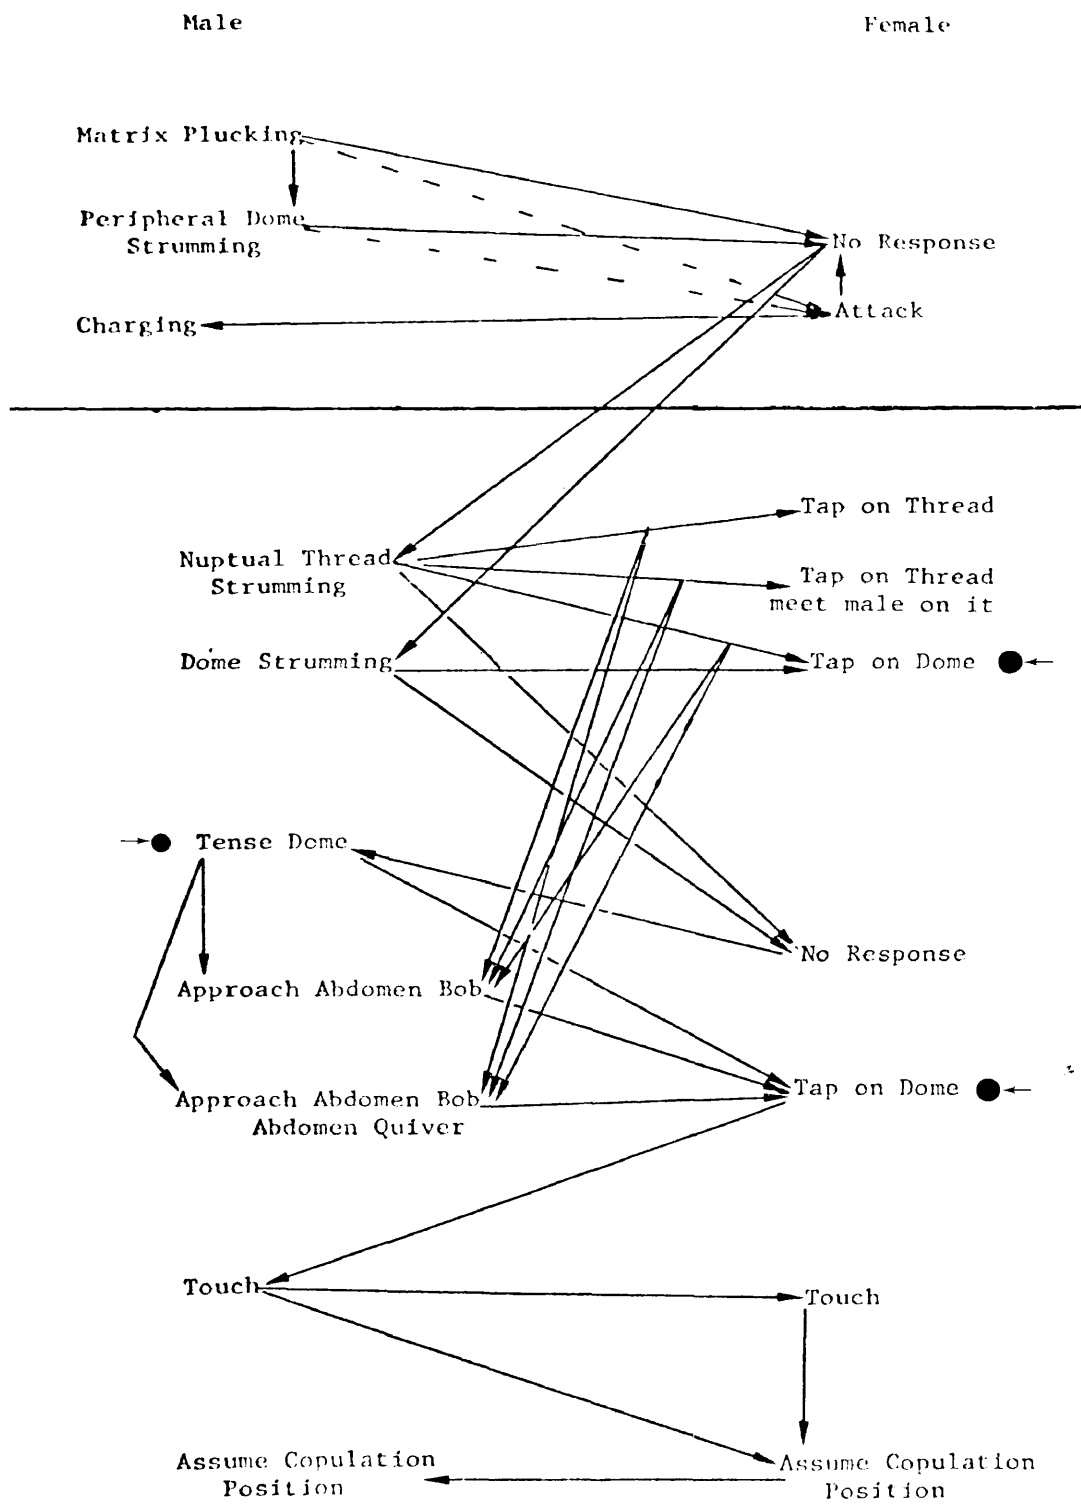 Male
Female
Matrix Plucking
Peripheral Dome
Strumming
No Response
Charging
Attack
Tap on Thread
Nuptual Thread
Strumming
Tap on Thread
meet male on it
Dome Strumming
Tap on Dome
Tense Dome
No Response
Approach Abdomen Bob
Tap on Dome
Approach Abdomen Bob
Abdomen Quiver
Touch
Touch
Assume Copulation
Position
Assume Copulation
Position